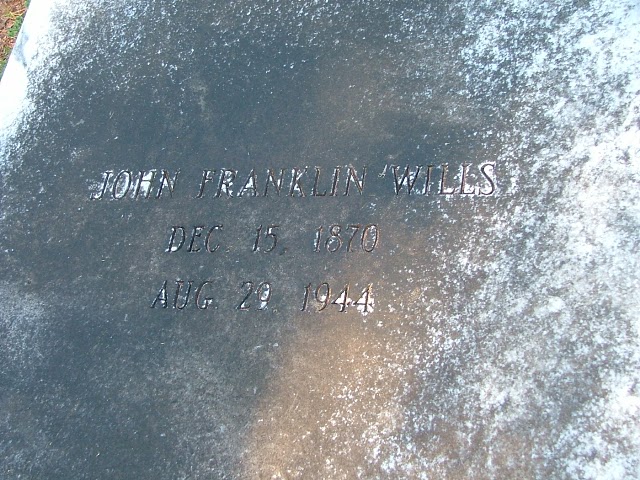 JOHN FRANKLIN WILLS
DEC. 15, 1870
AUG. 29, 1944